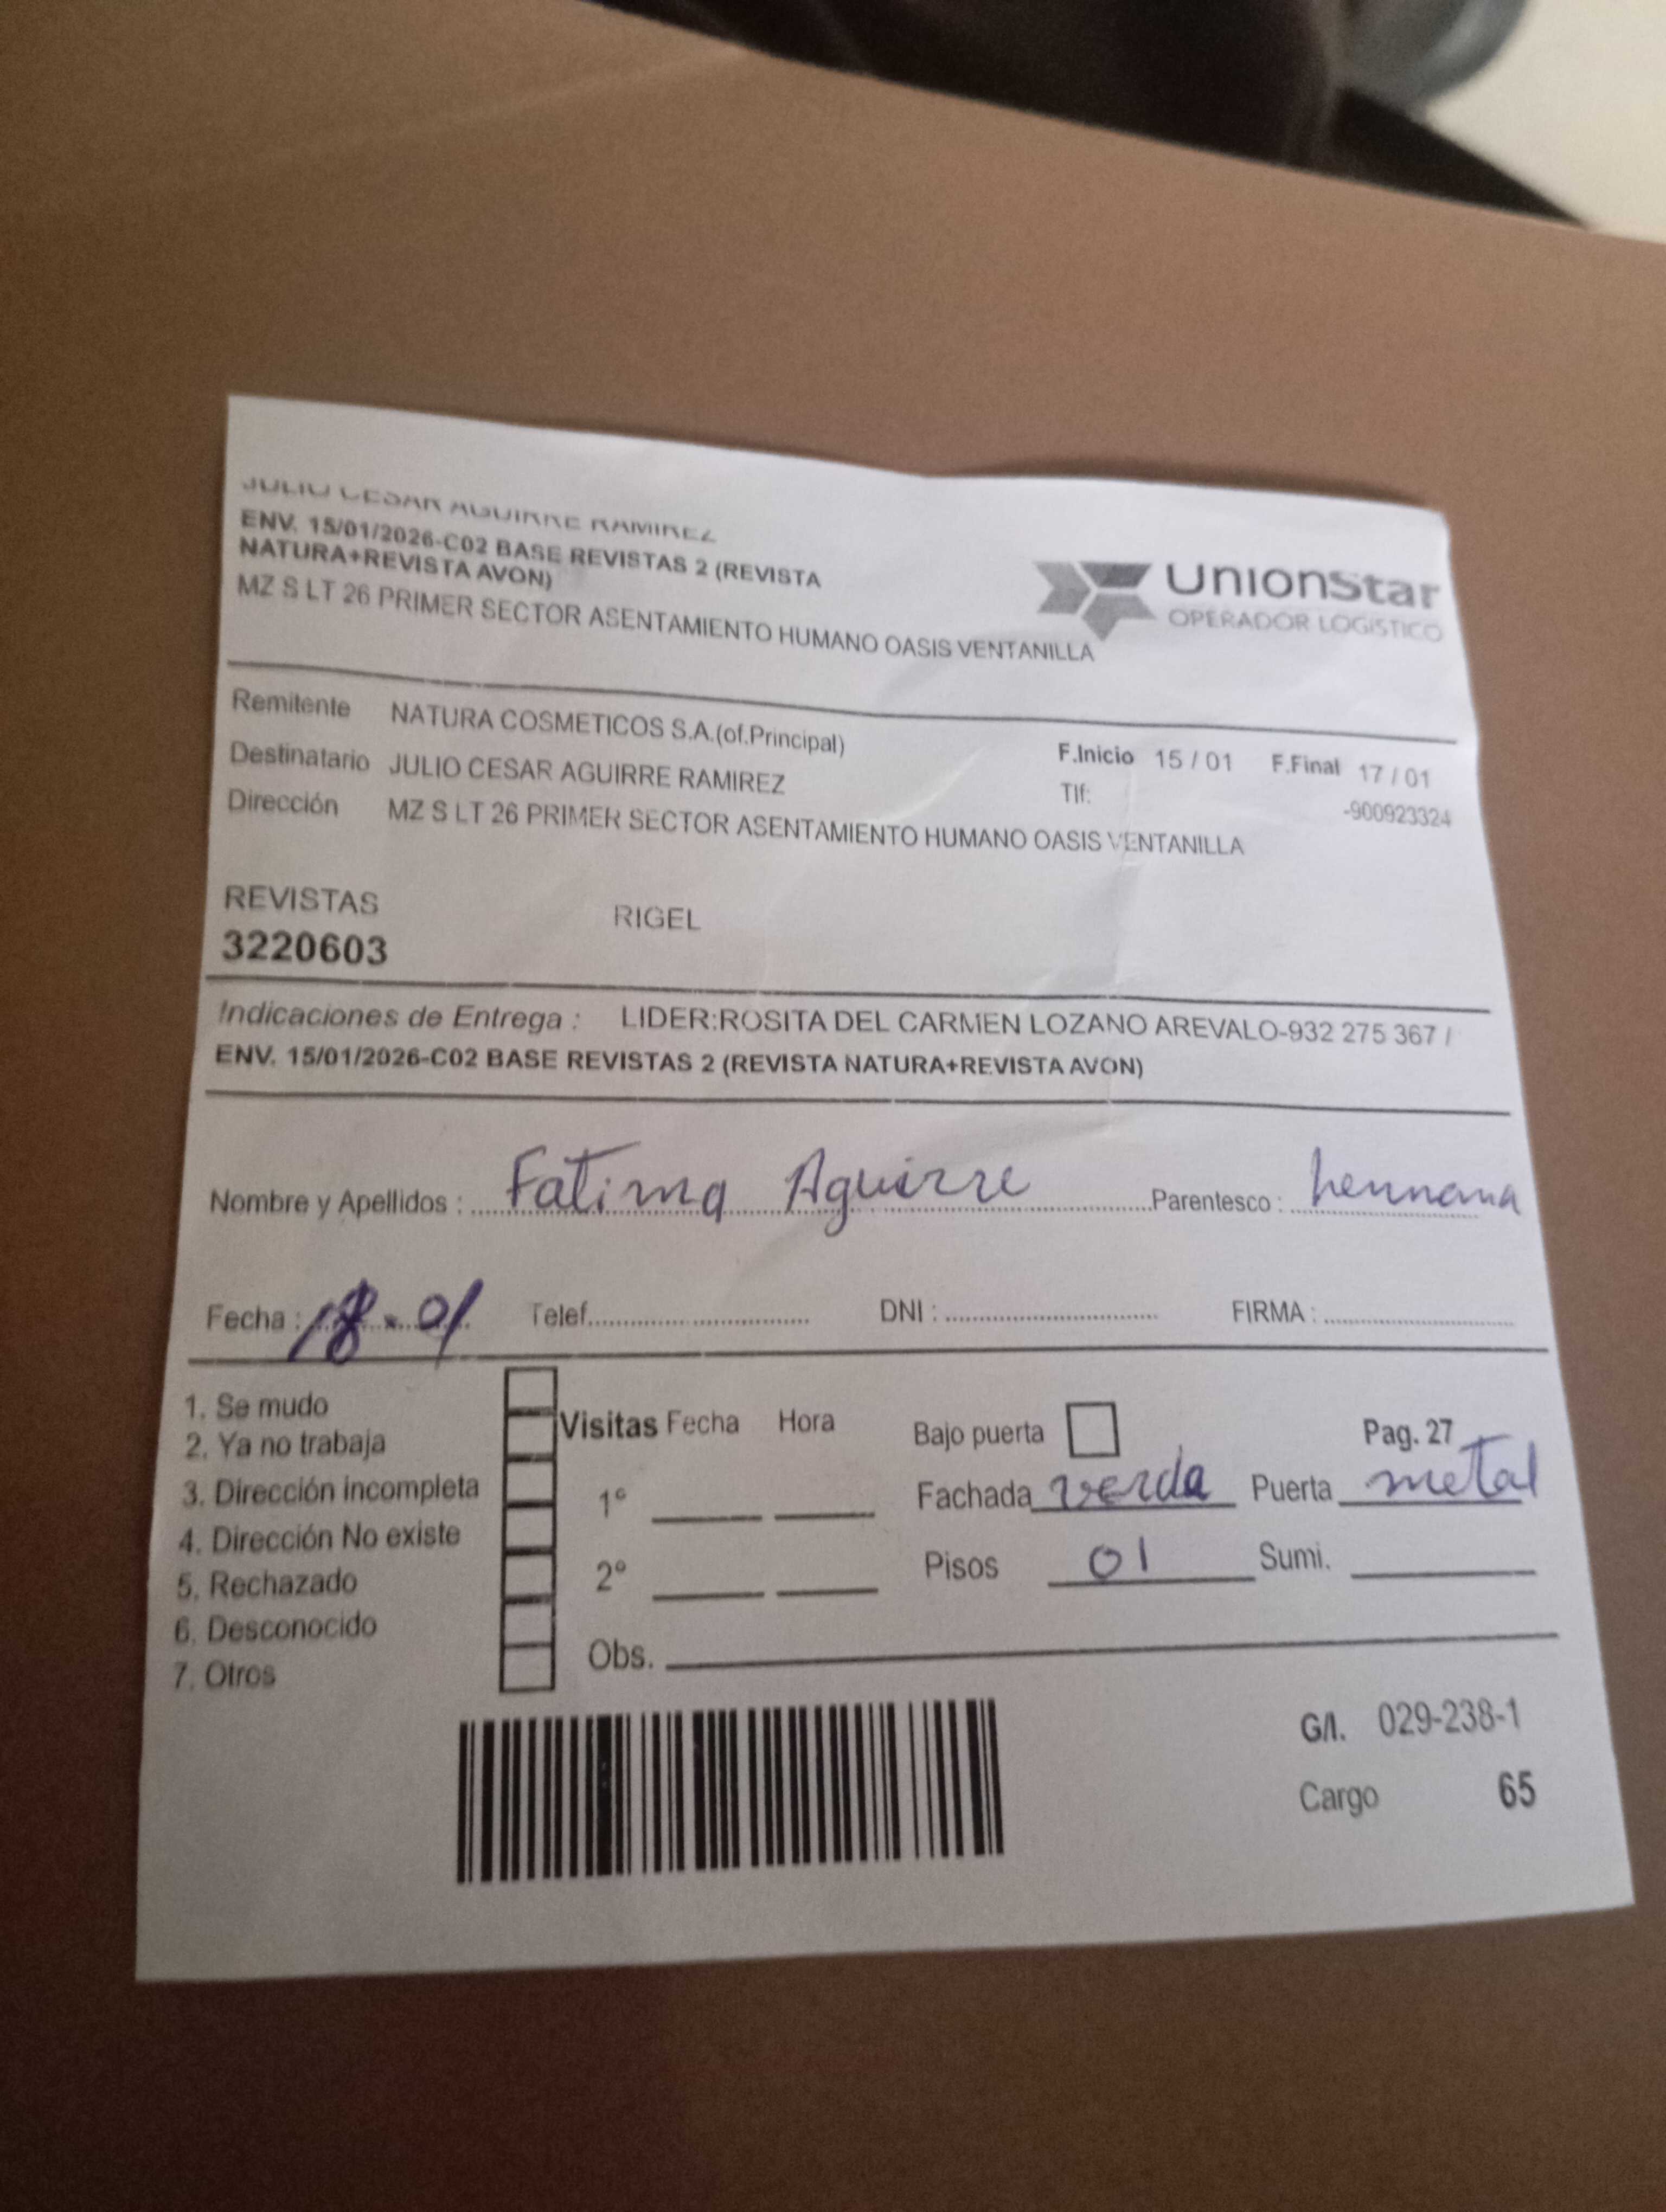 JULIO CESAR AGUIRRE RAMIREZ
ENV. 15/01/2026-C02 BASE REVISTAS 2 (REVISTA
NATURA+REVISTA AVON)
MZ S LT 26 PRIMER SECTOR ASENTAMIENTO HUMANO OASIS VENTANILLA
UnionStar
OPERADOR LOGISTICO
Remitente NATURA COSMETICOS S.A.(of.Principal)
F.Inicio 15 / 01 F.Final 17 / 01
Destinatario JULIO CESAR AGUIRRE RAMIREZ
Tlf: -900923324
Dirección MZ S LT 26 PRIMER SECTOR ASENTAMIENTO HUMANO OASIS VENTANILLA
REVISTAS RIGEL
3220603
Indicaciones de Entrega : LIDER:ROSITA DEL CARMEN LOZANO AREVALO-932 275 367 /
ENV. 15/01/2026-C02 BASE REVISTAS 2 (REVISTA NATURA+REVISTA AVON)
Nombre y Apellidos : Fatima Aguirre Parentesco : hermana
Fecha : 18-01 Telef. DNI : FIRMA :
1. Se mudo
2. Ya no trabaja
3. Dirección incompleta
4. Dirección No existe
5. Rechazado
6. Desconocido
7. Otros
Visitas Fecha Hora
1°
2°
Obs.
Bajo puerta Pag. 27
Fachada verda Puerta metal
Pisos 01 Sumi.
G/I. 029-238-1
Cargo 65